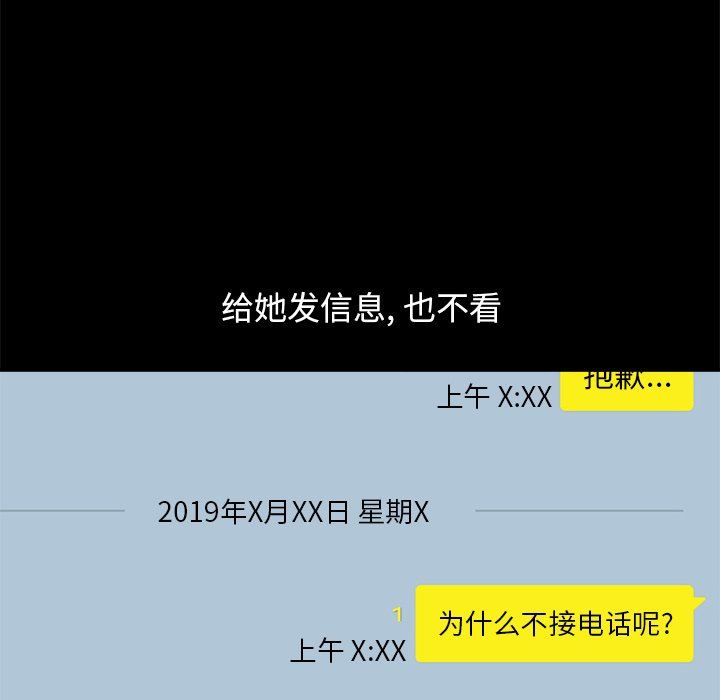 给她发信息, 也不看
抱歉...
上午 X:XX
2019年X月XX日 星期X
1
为什么不接电话呢?
上午 X:XX